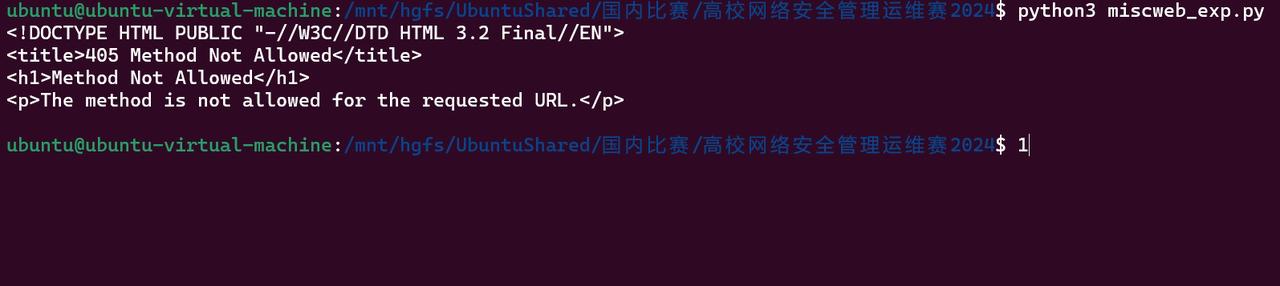 ubuntu@ubuntu-virtual-machine:/mnt/hgfs/UbuntuShared/国内比赛/高校网络安全管理运维赛2024$ python3 miscweb_exp.py
<!DOCTYPE HTML PUBLIC "-//W3C//DTD HTML 3.2 Final//EN">
<title>405 Method Not Allowed</title>
<h1>Method Not Allowed</h1>
<p>The method is not allowed for the requested URL.</p>
ubuntu@ubuntu-virtual-machine:/mnt/hgfs/UbuntuShared/国内比赛/高校网络安全管理运维赛2024$ 1